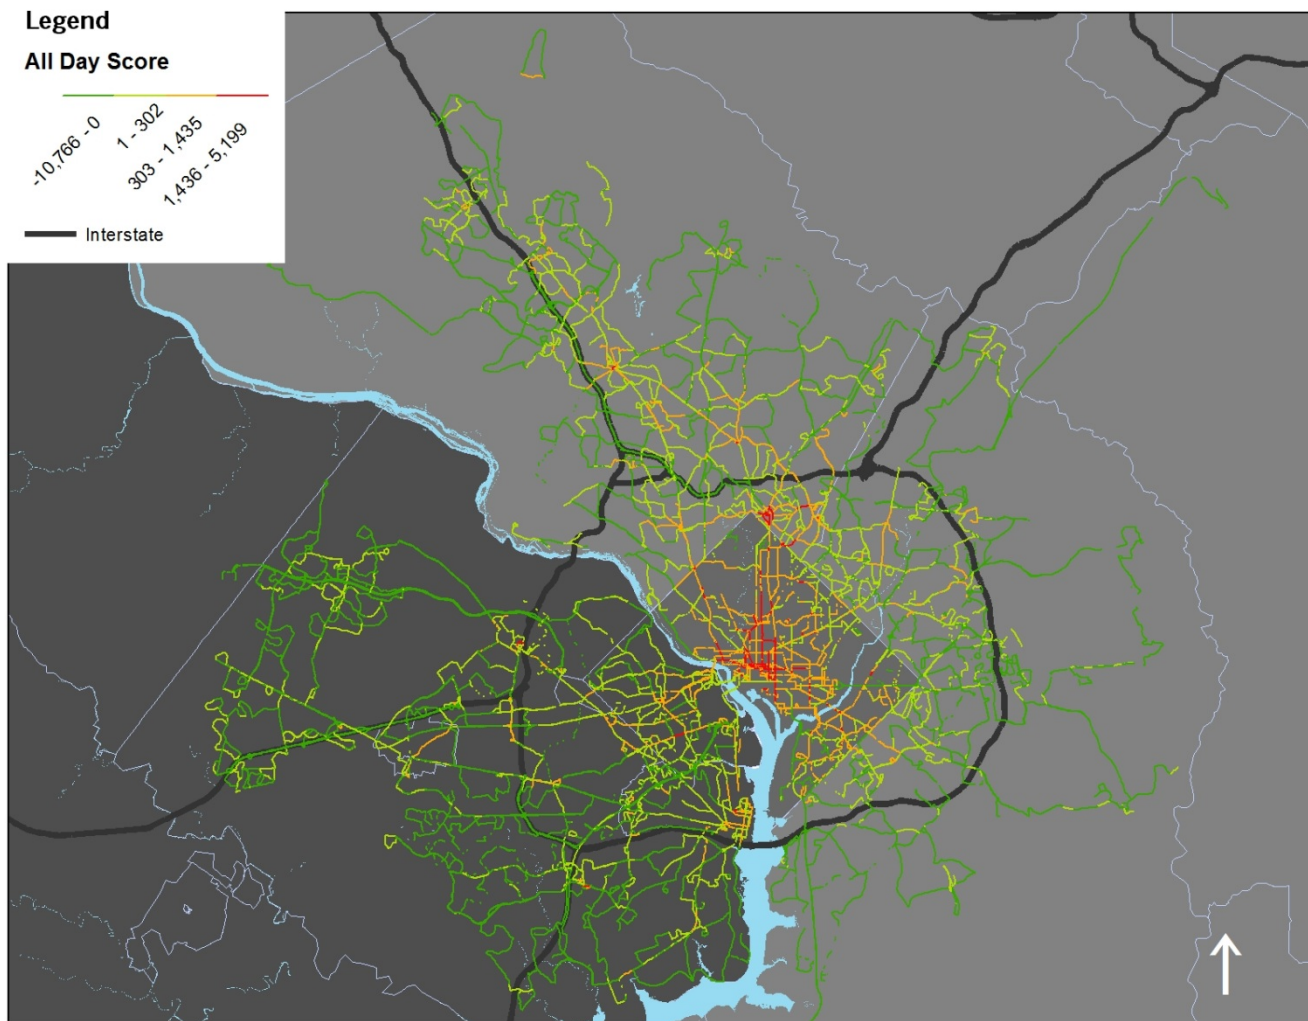 Legend
All Day Score
-10,766 - 0
1 - 302
303 - 1,435
1,436 - 5,199
Interstate